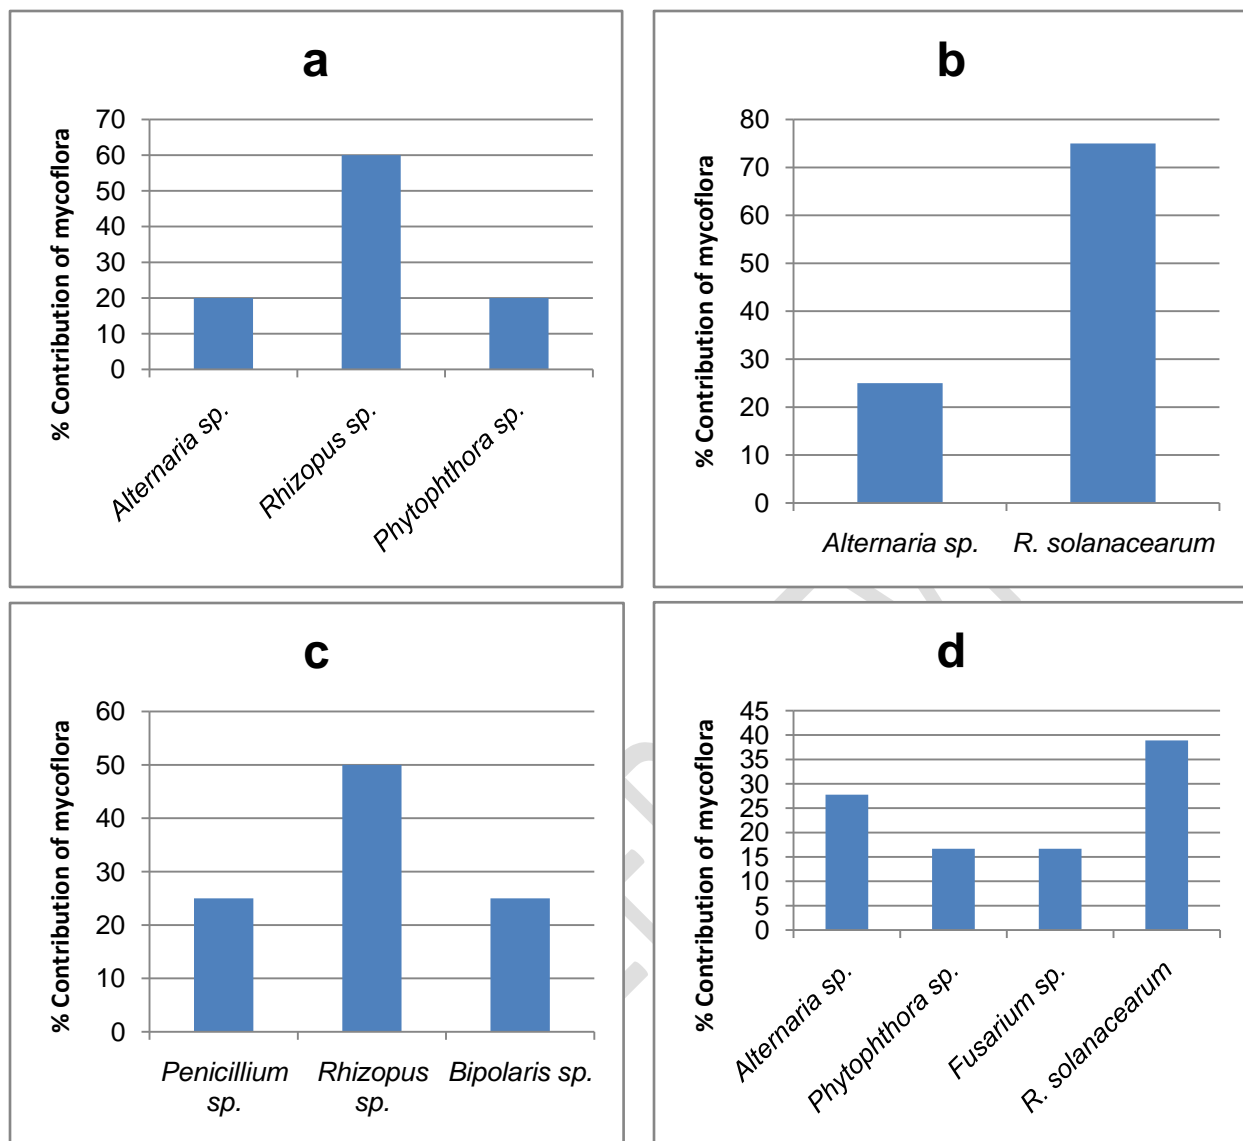 a
% Contribution of mycoflora
70
60
50
40
30
20
10
0
Alternaria sp.
Rhizopus sp.
Phytophthora sp.
b
% Contribution of mycoflora
80
70
60
50
40
30
20
10
0
Alternaria sp.
R. solanacearum
c
% Contribution of mycoflora
60
50
40
30
20
10
0
Penicillium
sp.
Rhizopus
sp.
Bipolaris sp.
d
% Contribution of mycoflora
45
40
35
30
25
20
15
10
5
0
Alternaria sp.
Phytophthora sp.
Fusarium sp.
R. solanacearum